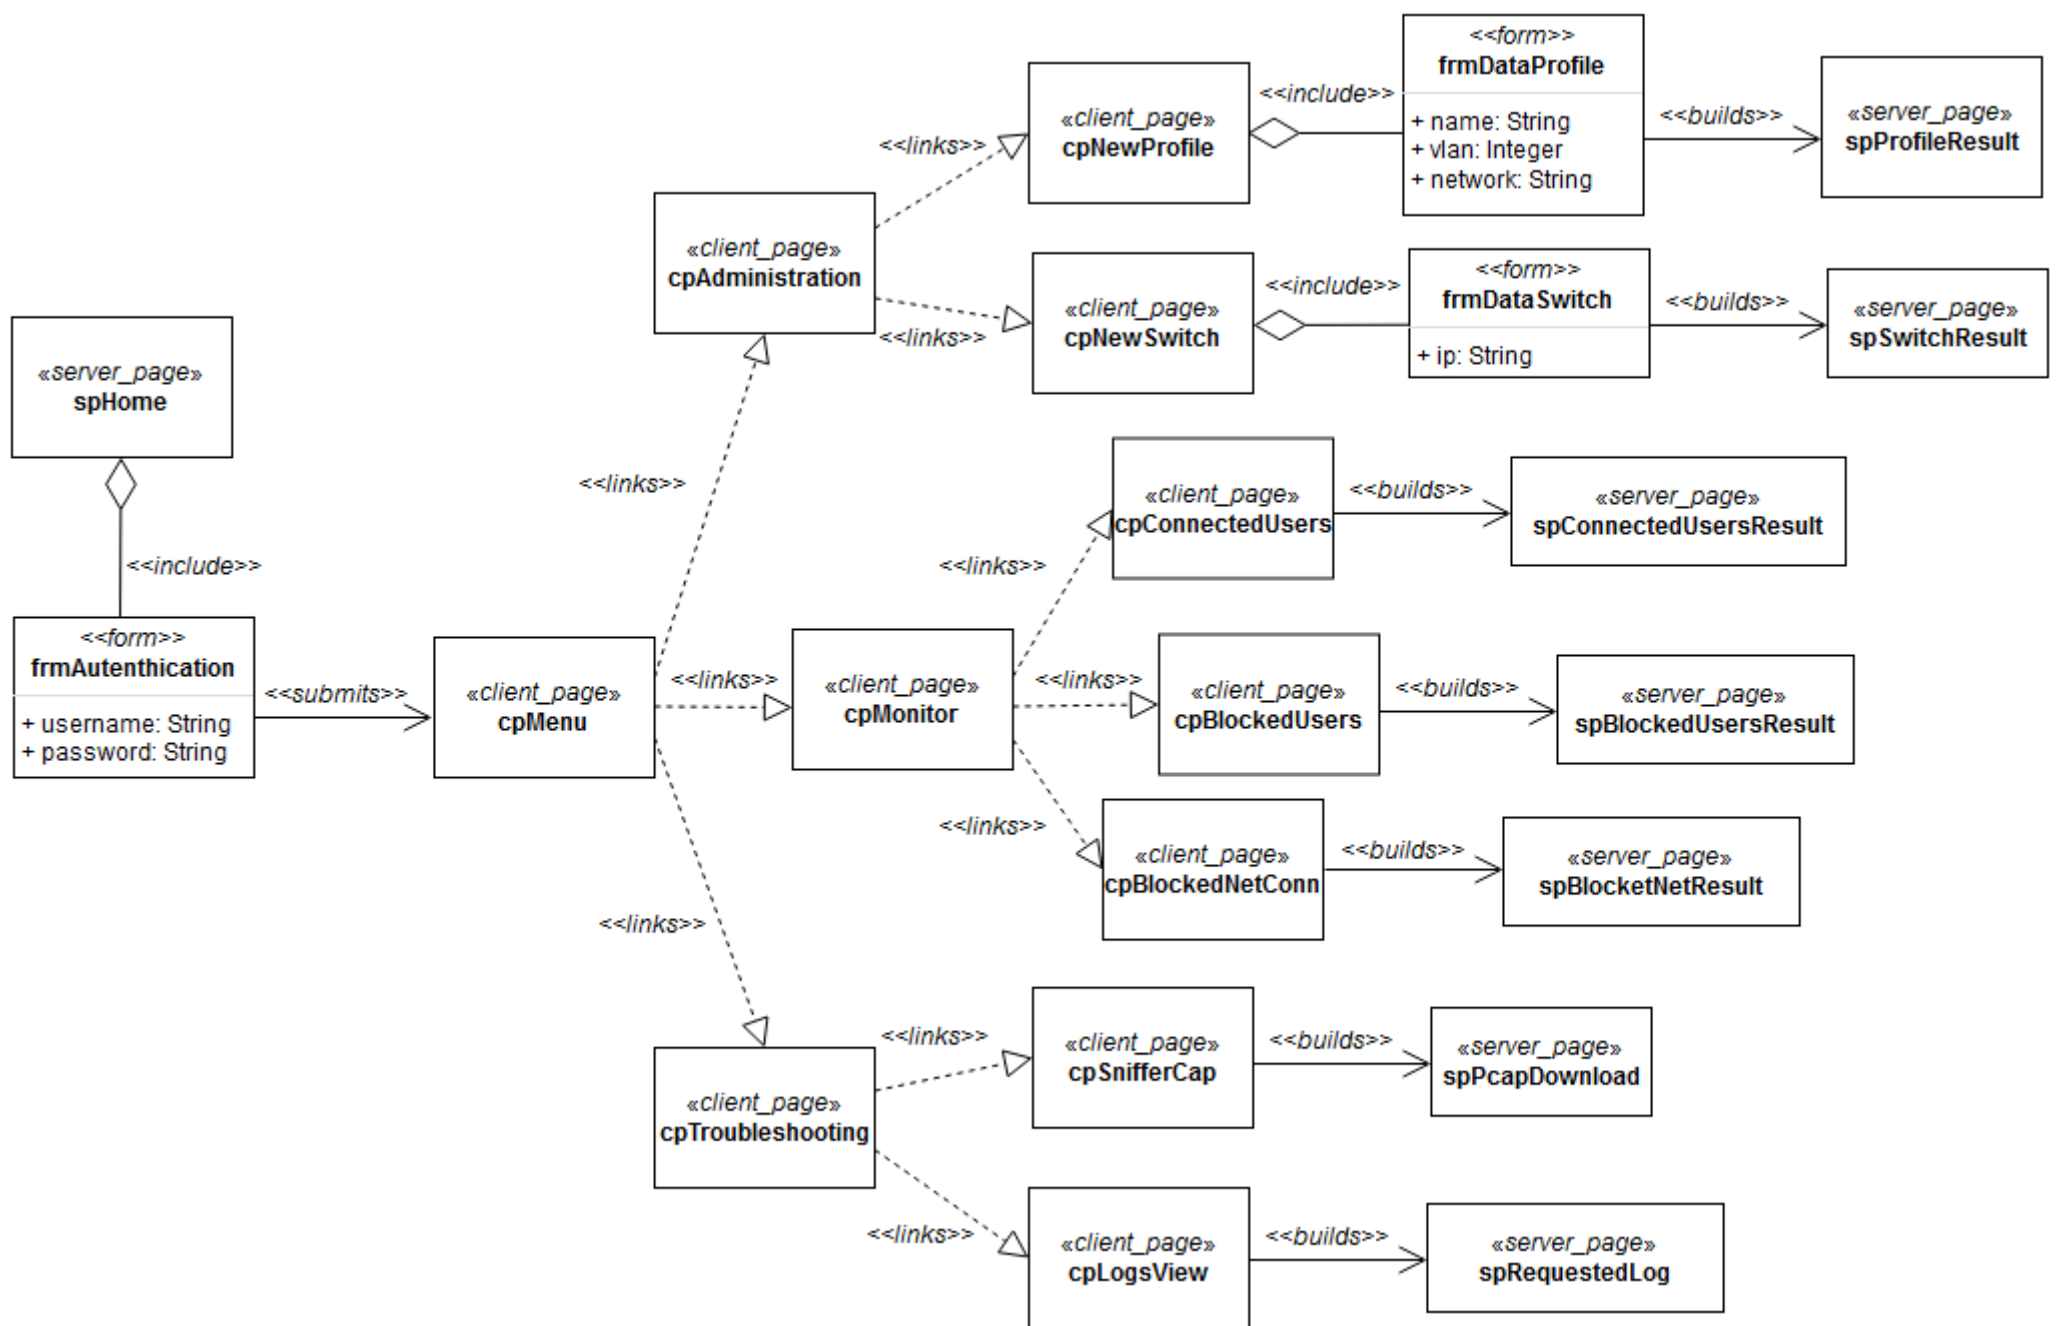 <<form>>
frmDataProfile
+ name: String
+ vlan: Integer
+ network: String
<<include>>
<<builds>>
«server_page»
spProfileResult
«client_page»
cpNewProfile
<<links>>
«client_page»
cpAdministration
<<links>>
«client_page»
cpNewSwitch
<<include>>
<<form>>
frmDataSwitch
+ ip: String
<<builds>>
«server_page»
spSwitchResult
«server_page»
spHome
<<include>>
<<form>>
frmAutenthication
+ username: String
+ password: String
<<submits>>
«client_page»
cpMenu
<<links>>
<<links>>
<<links>>
«client_page»
cpMonitor
<<links>>
«client_page»
cpConnectedUsers
<<builds>>
«server_page»
spConnectedUsersResult
<<links>>
«client_page»
cpBlockedUsers
<<builds>>
«server_page»
spBlockedUsersResult
<<links>>
«client_page»
cpBlockedNetConn
<<builds>>
«server_page»
spBlocketNetResult
«client_page»
cpTroubleshooting
<<links>>
«client_page»
cpSnifferCap
<<builds>>
«server_page»
spPcapDownload
<<links>>
«client_page»
cpLogsView
<<builds>>
«server_page»
spRequestedLog